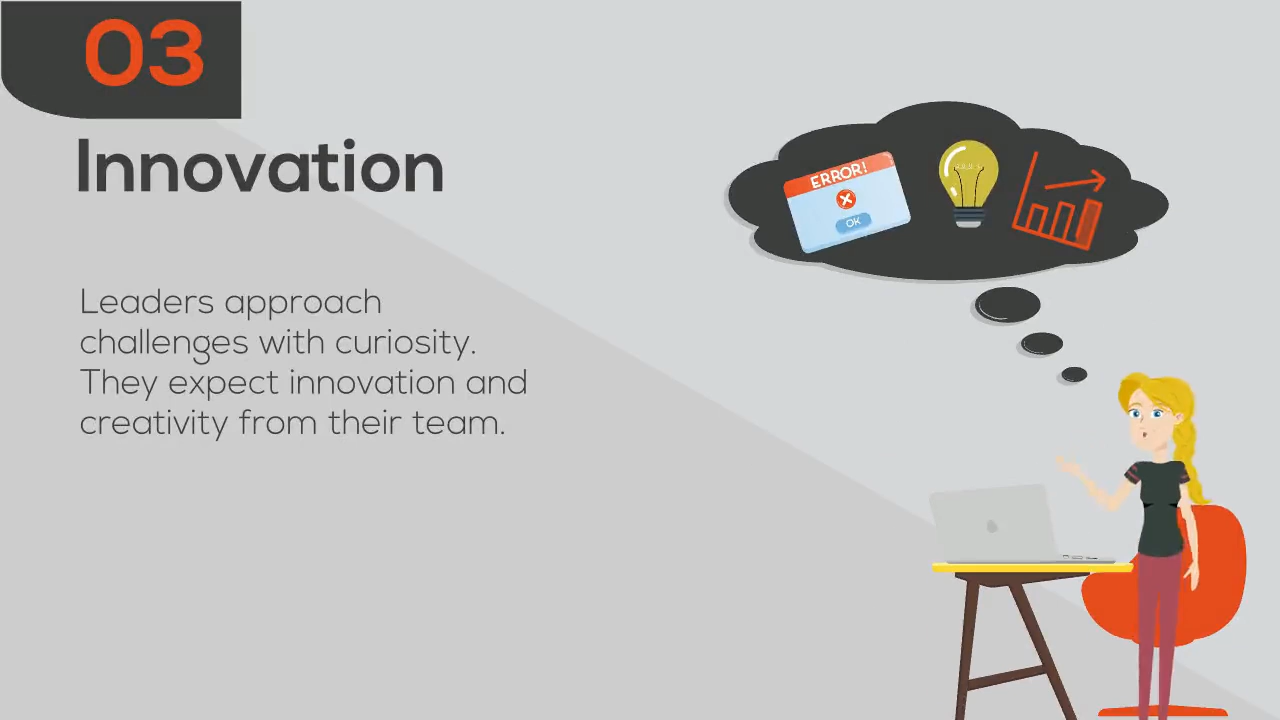 03
Innovation
Leaders approach
challenges with curiosity.
They expect innovation and
creativity from their team.
ERROR!
OK